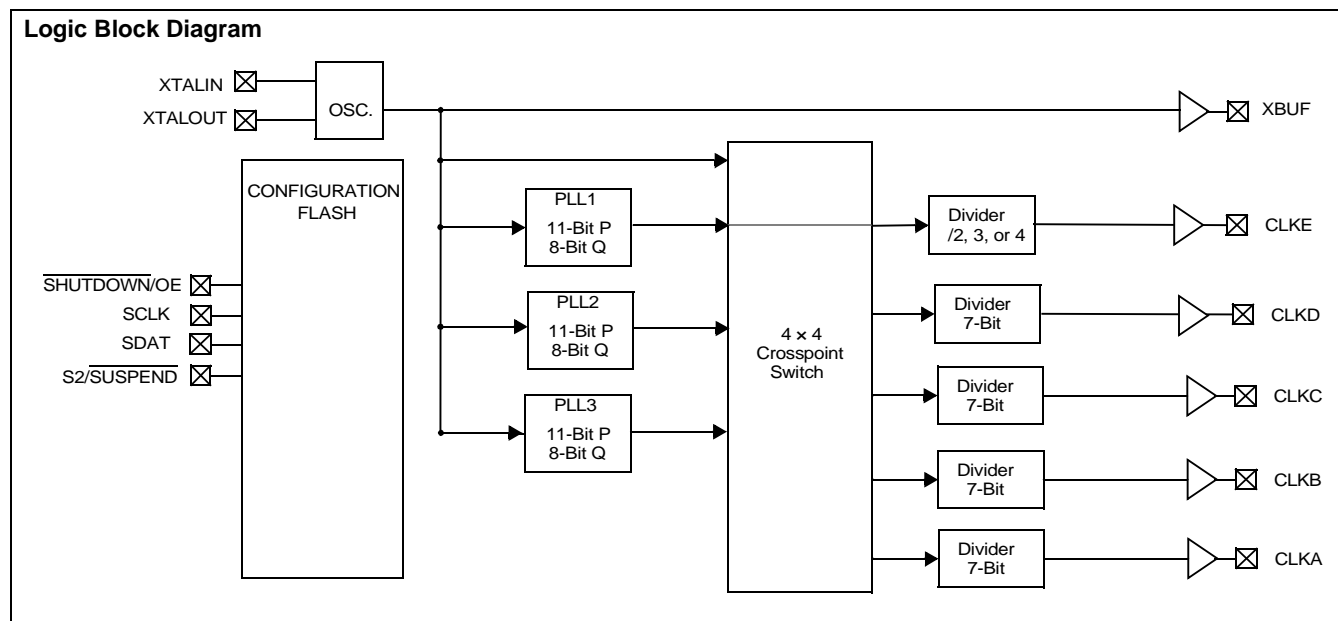 Logic Block Diagram
XTALIN
XTALOUT
OSC.
XBUF
CONFIGURATION
FLASH
SHUTDOWN/OE
SCLK
SDAT
S2/SUSPEND
PLL1
11-Bit P
8-Bit Q
PLL2
11-Bit P
8-Bit Q
PLL3
11-Bit P
8-Bit Q
4 × 4
Crosspoint
Switch
Divider
/2, 3, or 4
CLKE
Divider
7-Bit
CLKD
Divider
7-Bit
CLKC
Divider
7-Bit
CLKB
Divider
7-Bit
CLKA